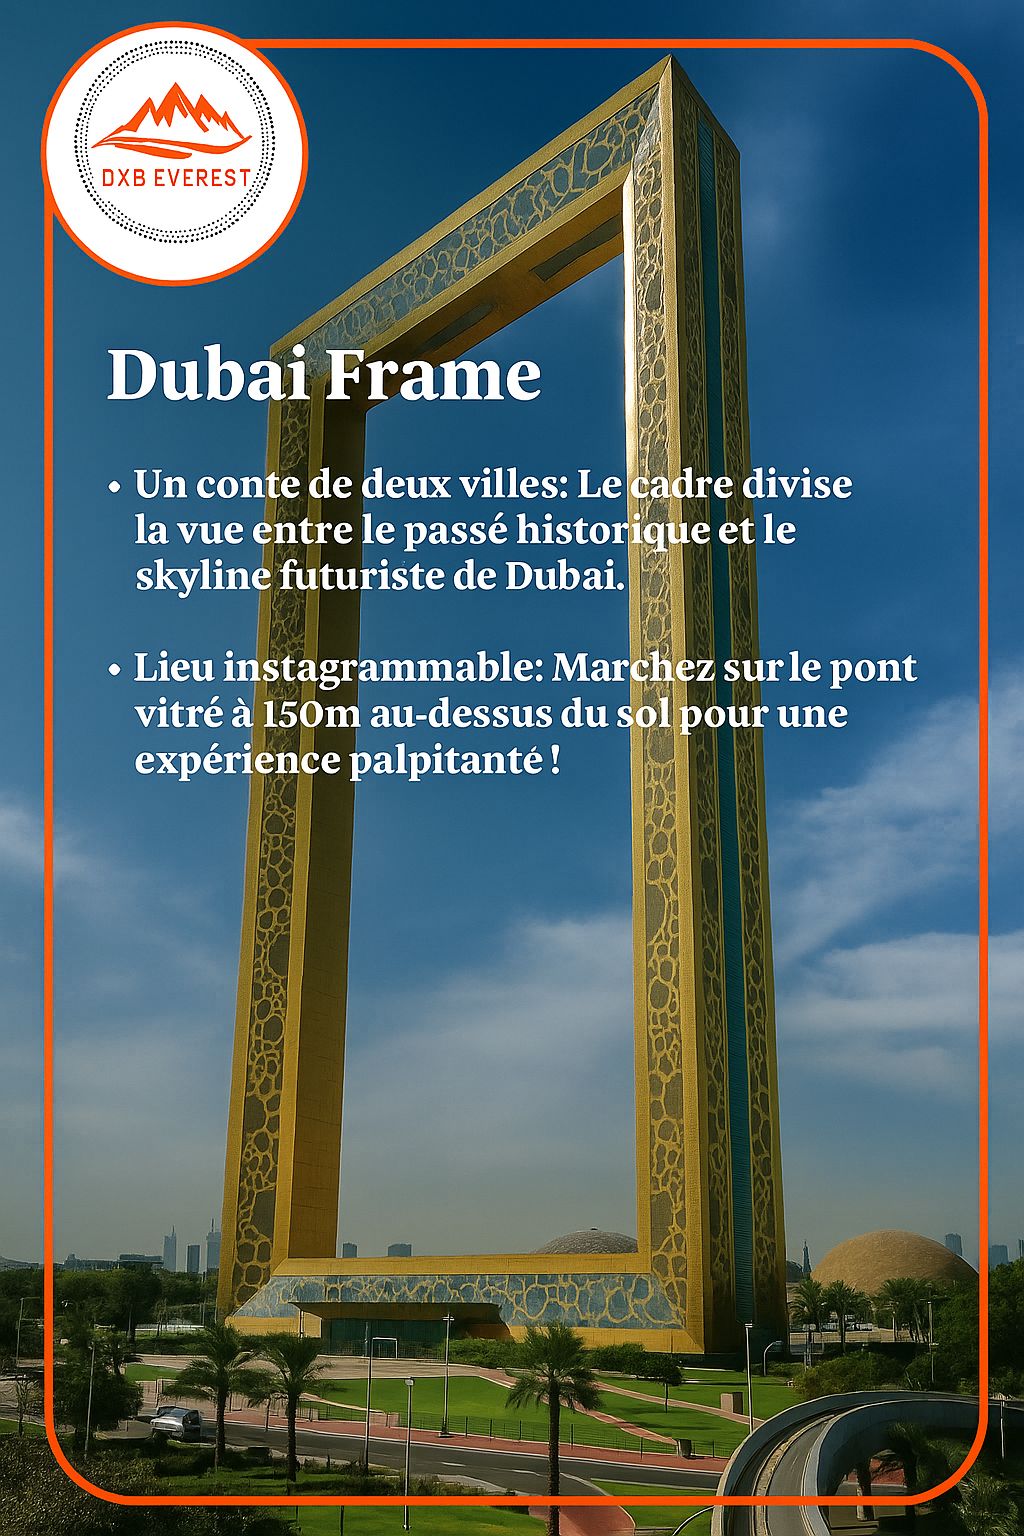 DXB EVEREST
Dubai Frame
• Un conte de deux villes: Le cadre divise
la vue entre le passé historique et le
skyline futuriste de Dubai.
• Lieu instagrammable: Marchez sur le pont
vitré à 150m au-dessus du sol pour une
expérience palpitanté !